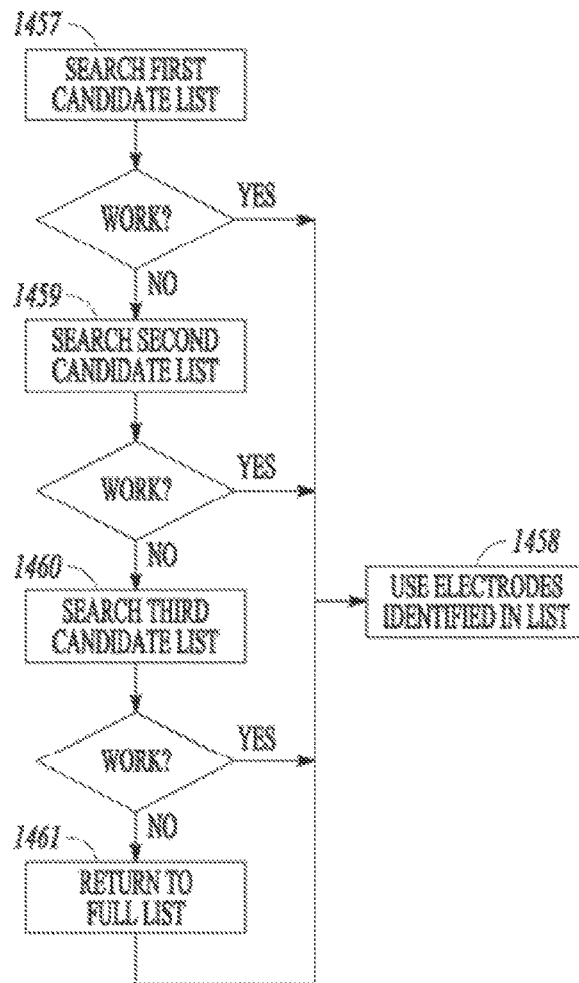 1457
SEARCH FIRST
CANDIDATE LIST
WORK?
YES
NO
1459
SEARCH SECOND
CANDIDATE LIST
WORK?
YES
NO
1460
SEARCH THIRD
CANDIDATE LIST
1458
USE ELECTRODES
IDENTIFIED IN LIST
WORK?
YES
NO
1461
RETURN TO
FULL LIST